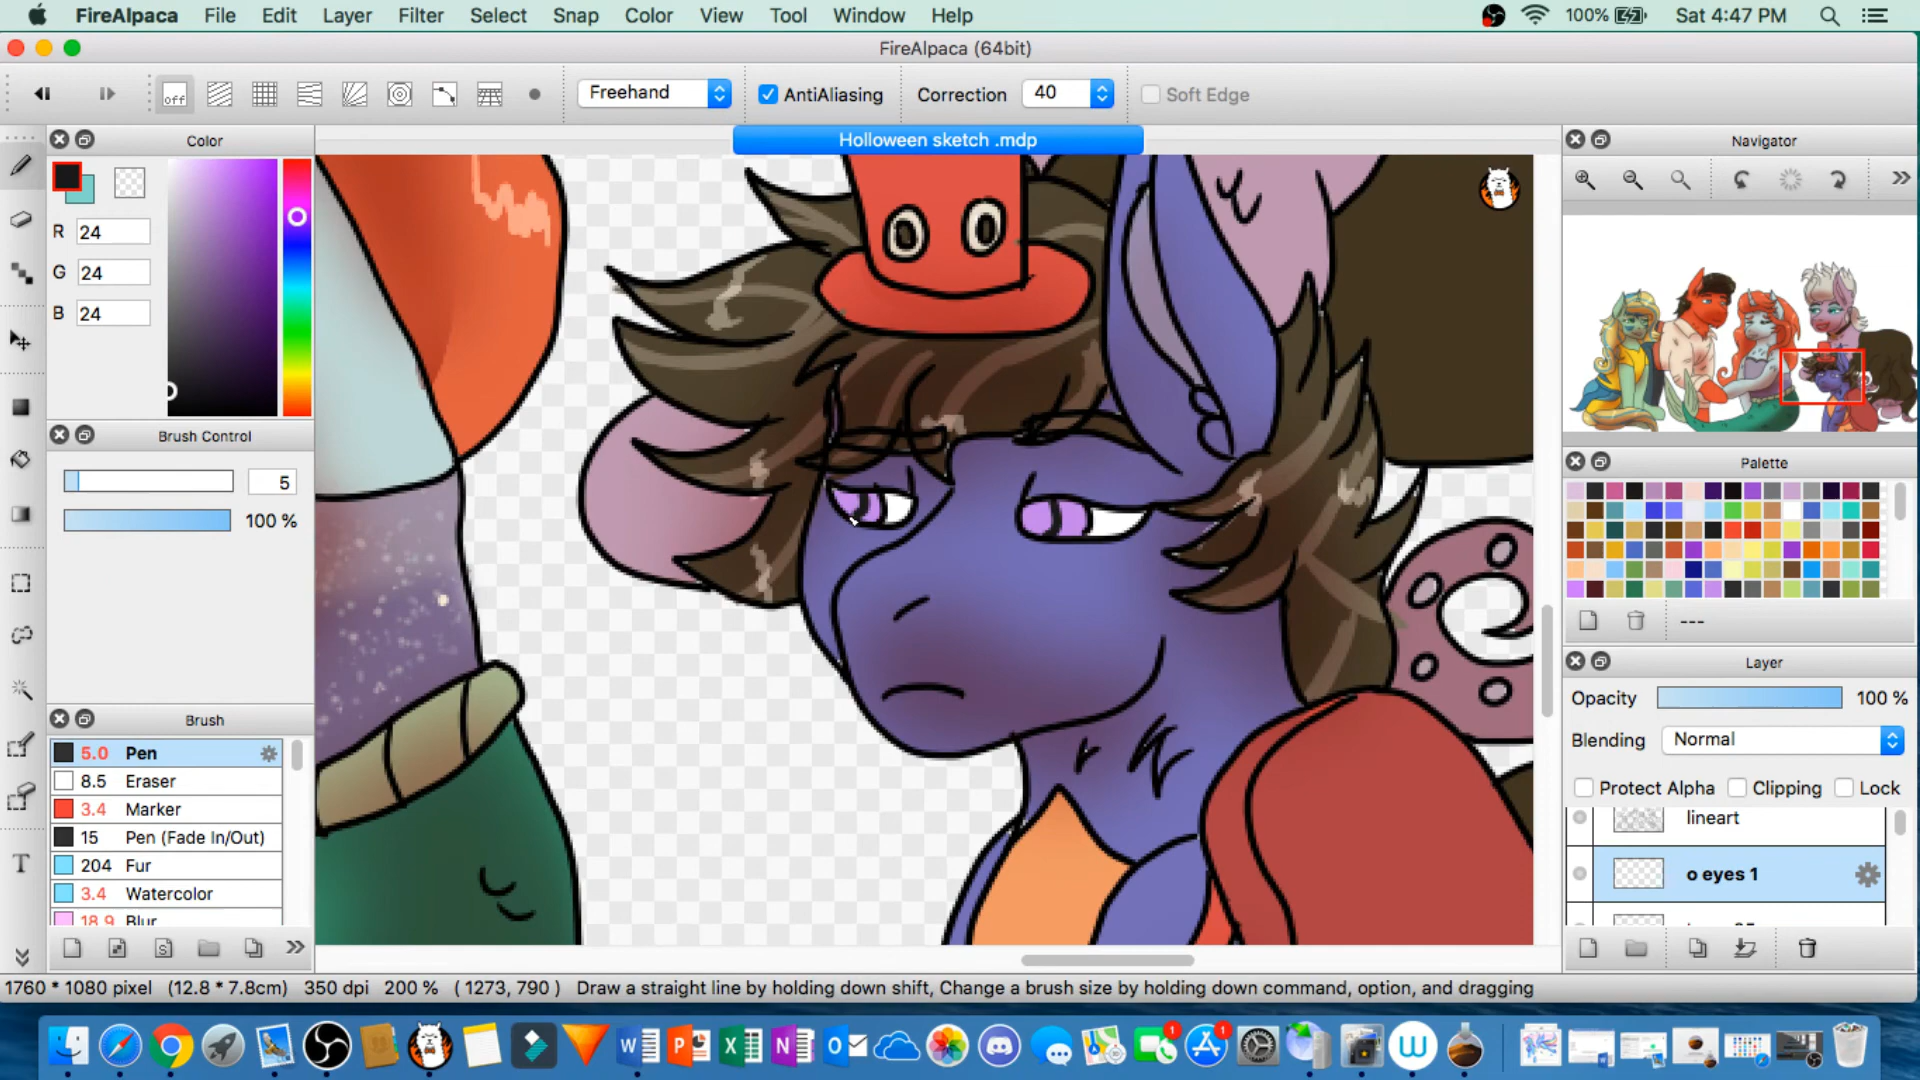 FireAlpaca File Edit Layer Filter Select Snap Color View Tool Window Help 100% Sat 4:47 PM
FireAlpaca (64bit)
off Freehand AntiAliasing Correction 40 Soft Edge
Color Holloween sketch .mdp Navigator
R 24
G 24
B 24
Brush Control
5
100 %
Palette
---
Layer
Opacity 100 %
Blending Normal
Protect Alpha Clipping Lock
lineart
o eyes 1
Brush
5.0 Pen
8.5 Eraser
3.4 Marker
15 Pen (Fade In/Out)
204 Fur
3.4 Watercolor
18.9 Blur
T
1760 * 1080 pixel (12.8 * 7.8cm) 350 dpi 200 % ( 1273, 790 ) Draw a straight line by holding down shift, Change a brush size by holding down command, option, and dragging
W P X N O 1 1 W